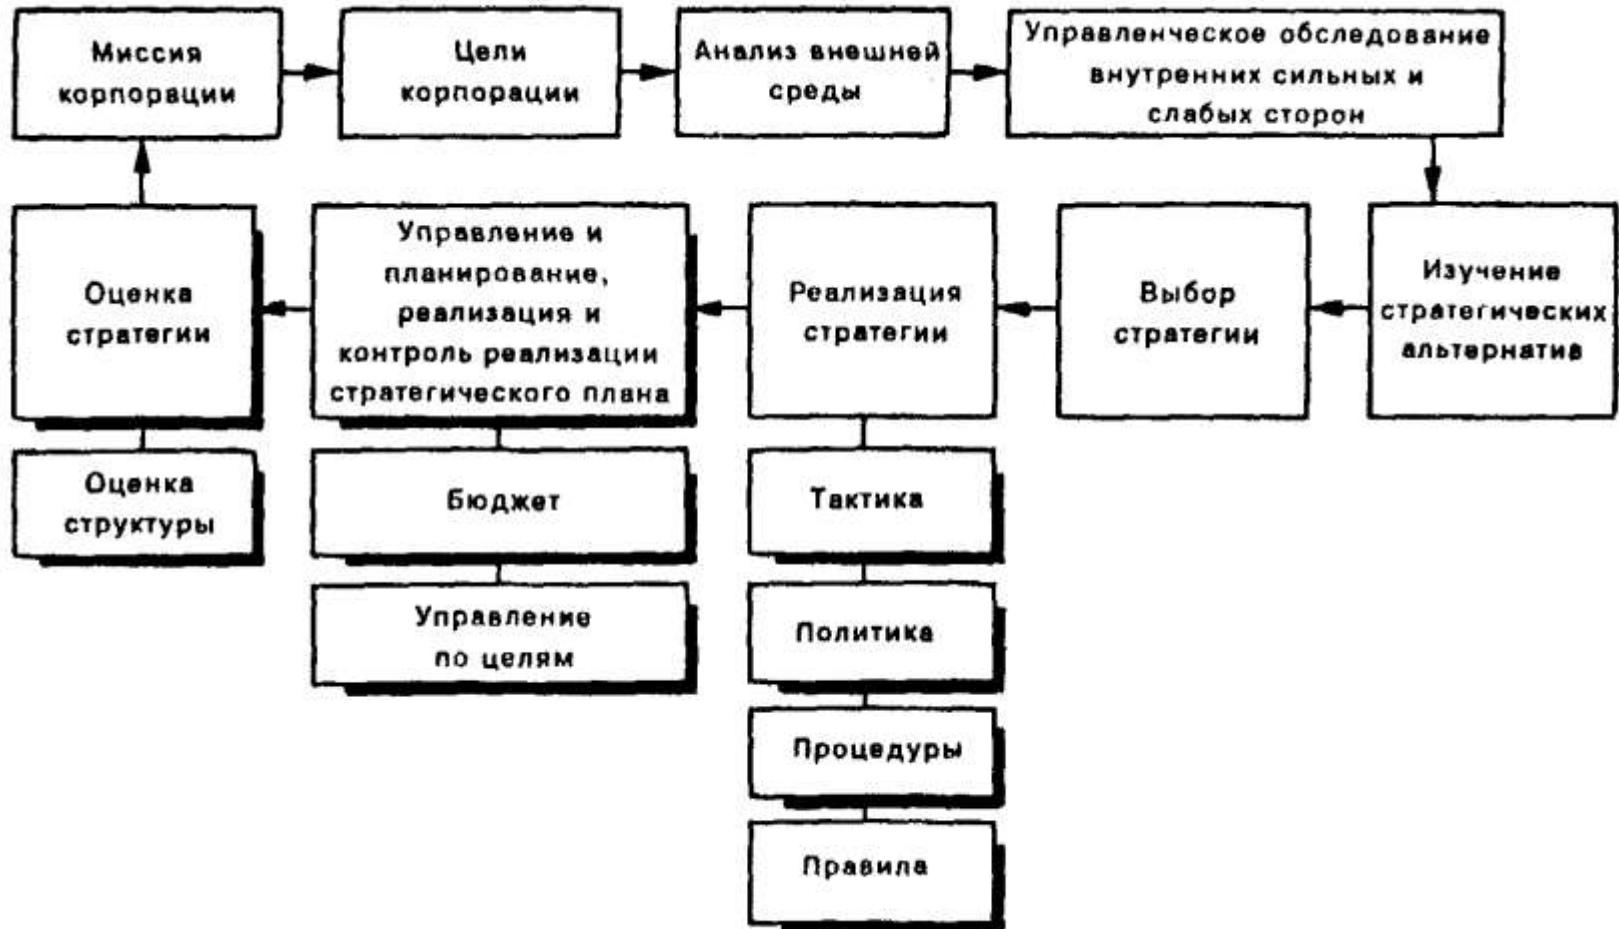 Миссия
корпорации
Цели
корпорации
Анализ внешней
среды
Управленческое обследование
внутренних сильных и
слабых сторон
Оценка
стратегии
Управление и
планирование,
реализация и
контроль реализации
стратегического плана
Реализация
стратегии
Выбор
стратегии
Изучение
стратегических
альтернатив
Оценка
структуры
Бюджет
Тактика
Управление
по целям
Политика
Процедуры
Правила